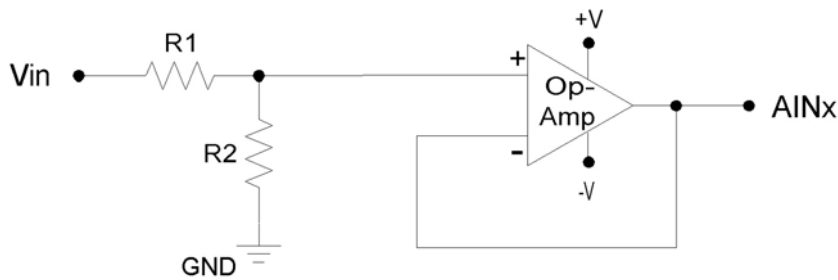 R1
+V
+
Vin
Op-
Amp
AINx
R2
-
-V
GND